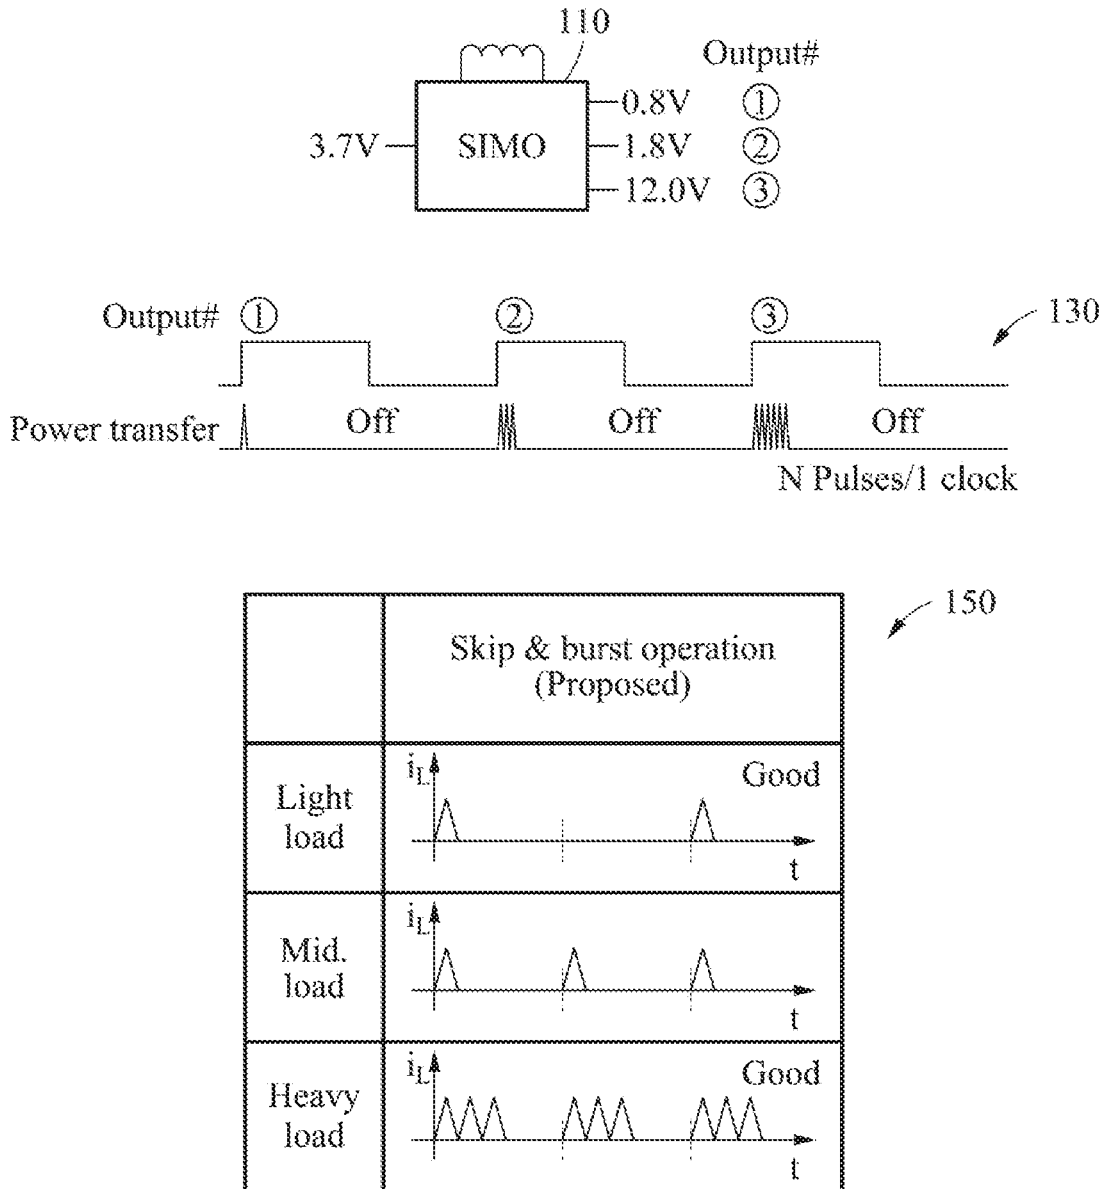 110
Output#
0.8V ①
3.7V SIMO 1.8V ②
12.0V ③
Output# ① ② ③ 130
Power transfer Off Off Off
N Pulses/1 clock
150
Skip & burst operation
(Proposed)
Light
load
iL Good
t
Mid.
load
iL
t
Heavy
load
iL Good
t